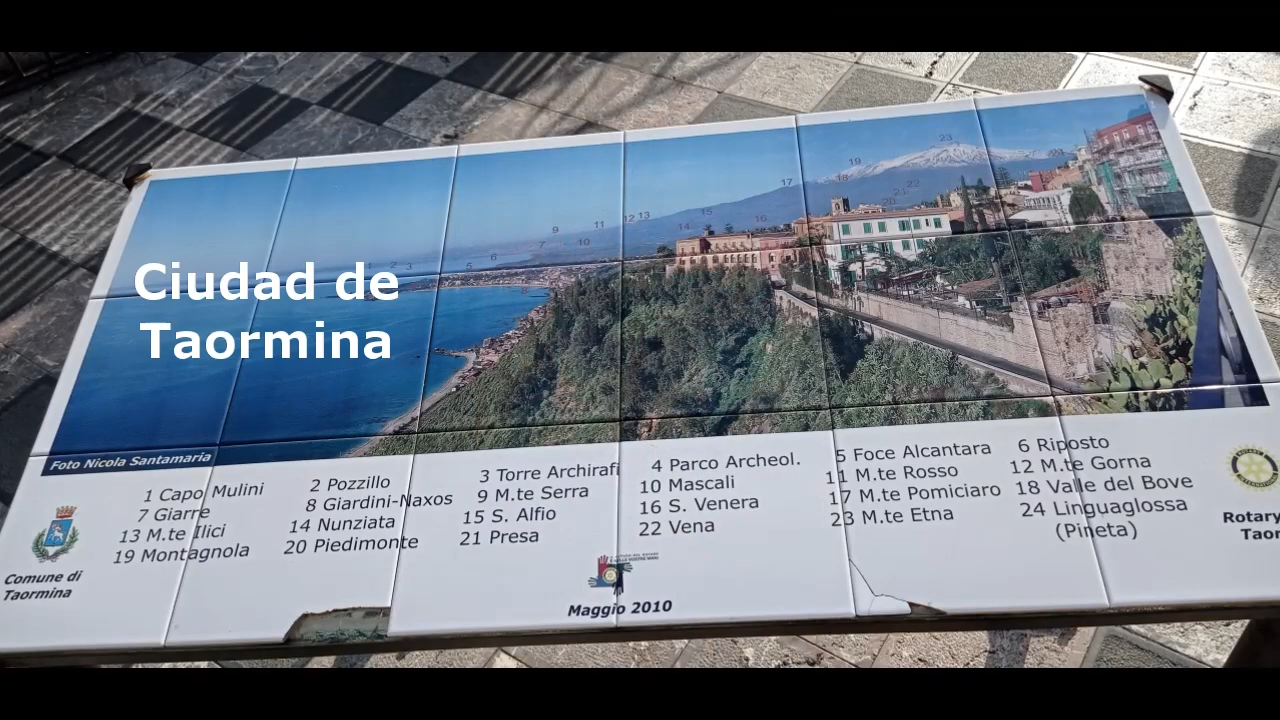 Ciudad de
Taormina
Foto Nicola Santamaria
1 Capo Mulini 2 Pozzillo 3 Torre Archirafi 4 Parco Archeol. 5 Foce Alcantara 6 Riposto
7 Giarre 8 Giardini-Naxos 9 M.te Serra 10 Mascali 11 M.te Rosso 12 M.te Gorna
13 M.te Ilici 14 Nunziata 15 S. Alfio 16 S. Venera 17 M.te Pomiciaro 18 Valle del Bove
19 Montagnola 20 Piedimonte 21 Presa 22 Vena 23 M.te Etna 24 Linguaglossa
(Pineta)
Comune di
Taormina
Maggio 2010
Rotary
Taor